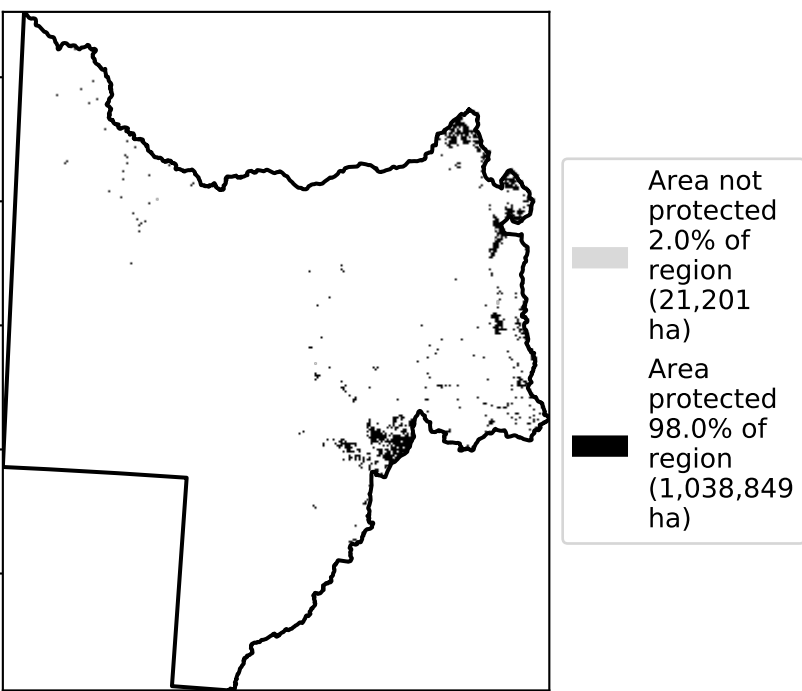 Area not
protected
2.0% of
region
(21,201
ha)
Area
protected
98.0% of
region
(1,038,849
ha)